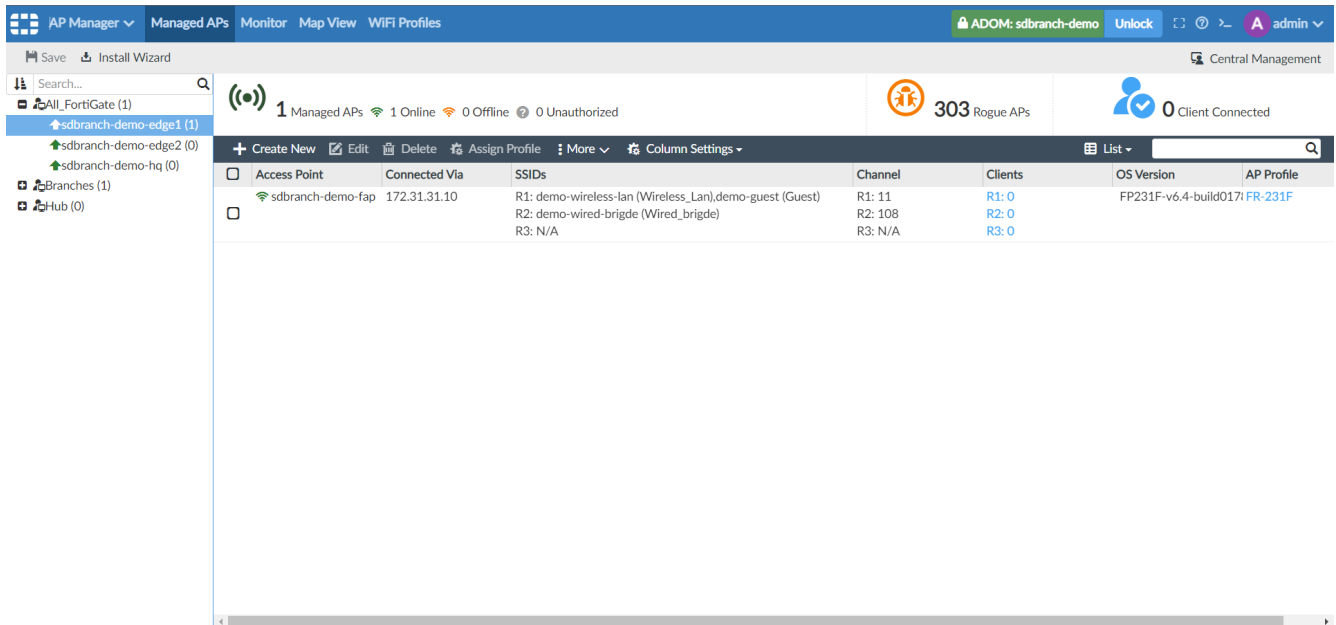 AP Manager Managed APs Monitor Map View WiFi Profiles ADOM: sdbranch-demo Unlock A admin
Save Install Wizard Central Management
Search...
All_FortiGate (1)
sdbranch-demo-edge1 (1)
sdbranch-demo-edge2 (0)
sdbranch-demo-hq (0)
Branches (1)
Hub (0)
1 Managed APs 1 Online 0 Offline 0 Unauthorized 303 Rogue APs 0 Client Connected
Create New Edit Delete Assign Profile More Column Settings List
Access Point Connected Via SSIDs Channel Clients OS Version AP Profile
sdbranch-demo-fap 172.31.31.10 R1: demo-wireless-lan (Wireless_Lan),demo-guest (Guest) R1: 11 R1: 0 FP231F-v6.4-build017 FR-231F
R2: demo-wired-brigde (Wired_brigde) R2: 108 R2: 0
R3: N/A R3: N/A R3: 0